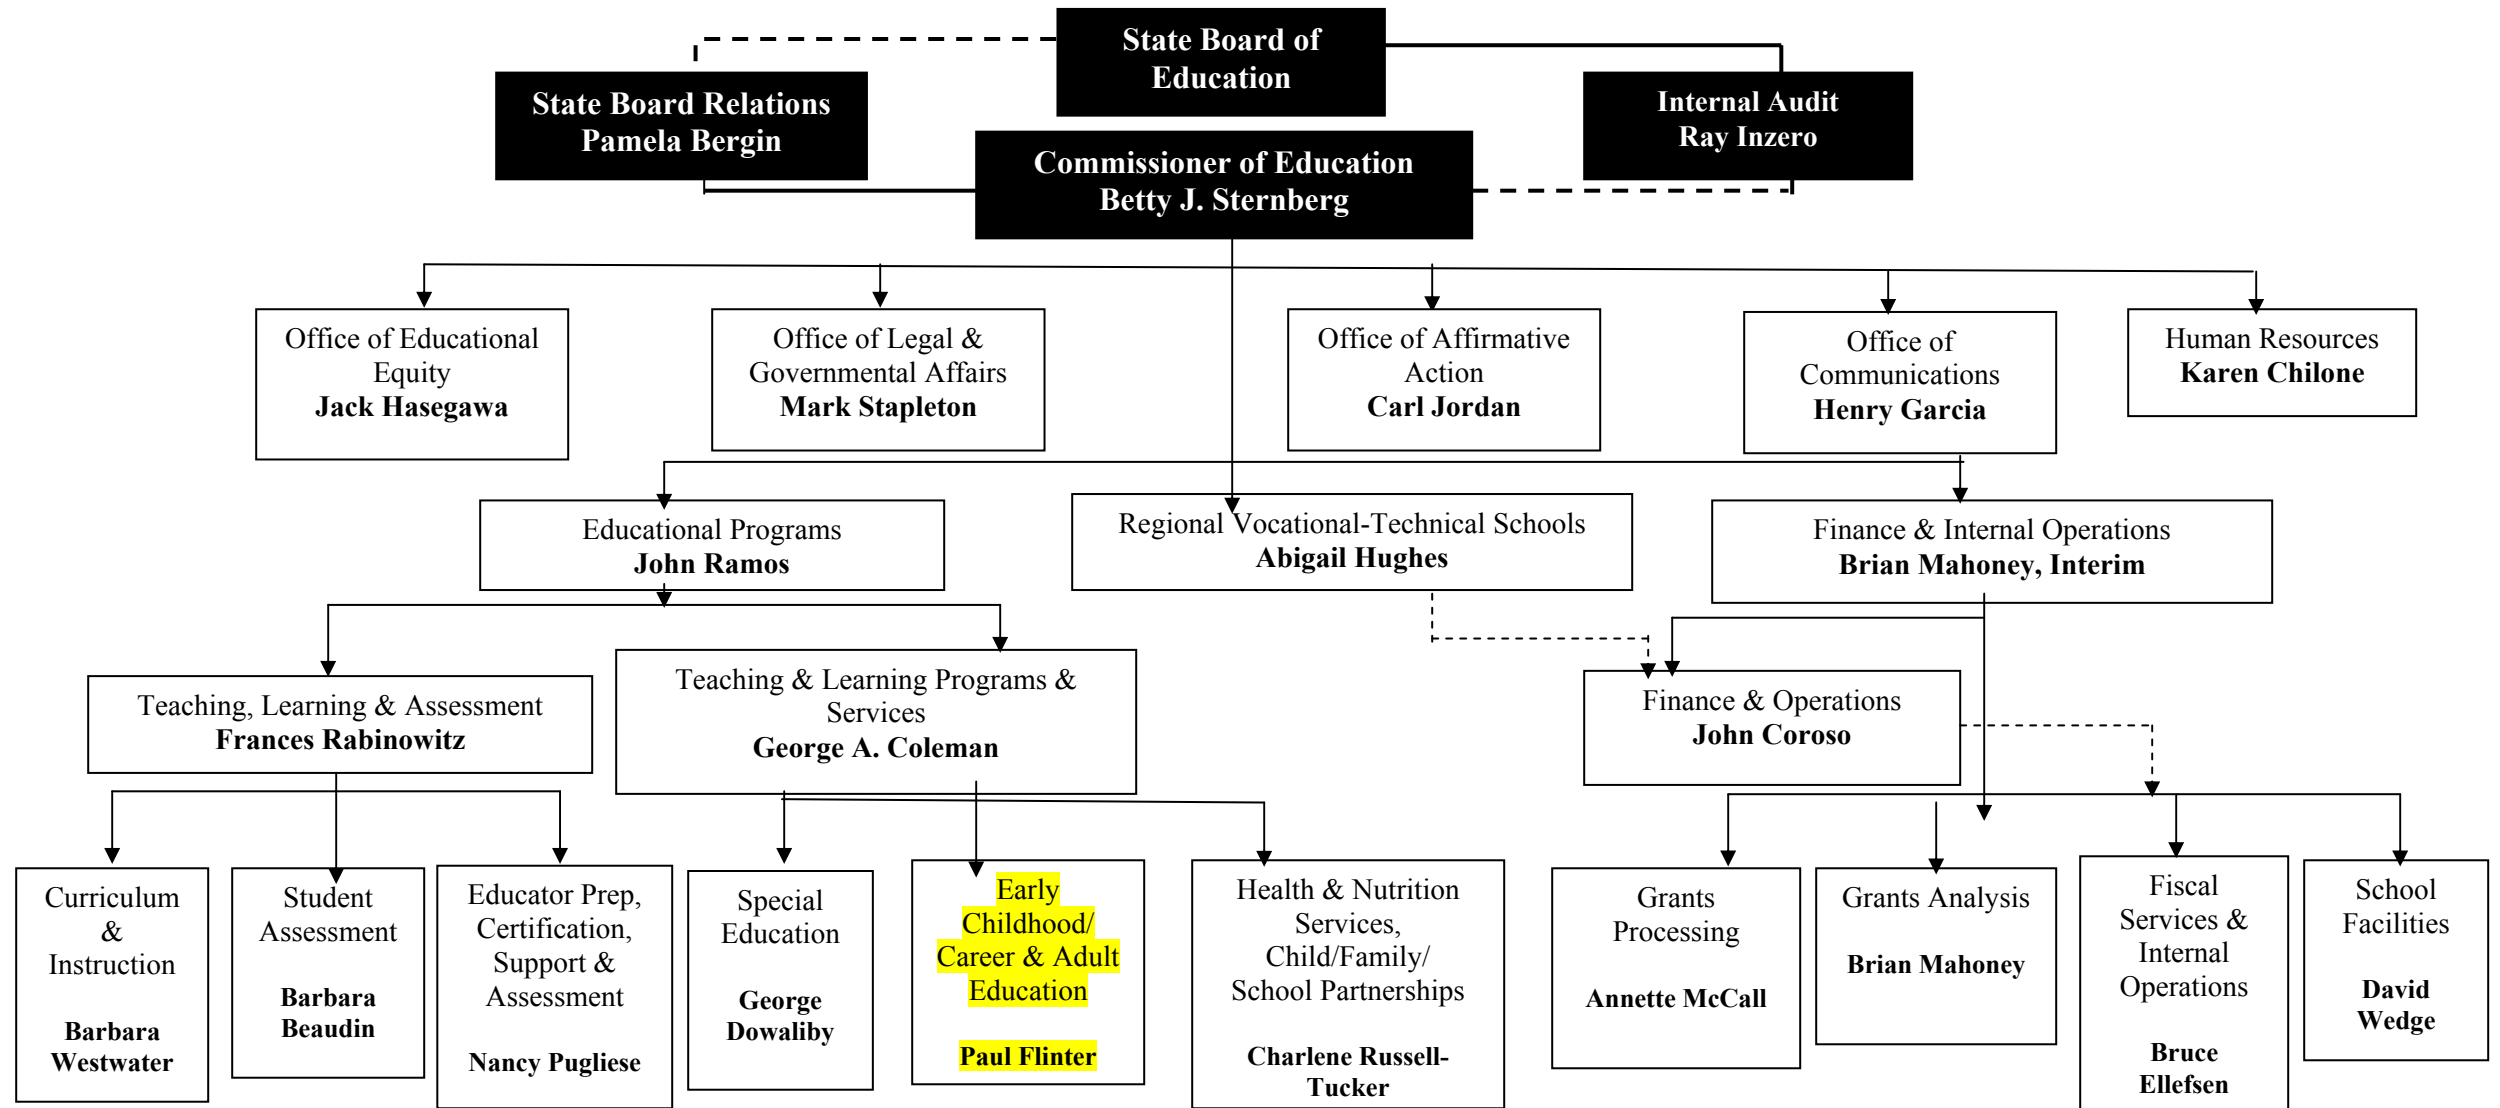 State Board of
Education
State Board Relations
Pamela Bergin
Internal Audit
Ray Inzero
Commissioner of Education
Betty J. Sternberg
Office of Educational
Equity
Jack Hasegawa
Office of Legal &
Governmental Affairs
Mark Stapleton
Office of Affirmative
Action
Carl Jordan
Office of
Communications
Henry Garcia
Human Resources
Karen Chilone
Educational Programs
John Ramos
Regional Vocational-Technical Schools
Abigail Hughes
Finance & Internal Operations
Brian Mahoney, Interim
Teaching, Learning & Assessment
Frances Rabinowitz
Teaching & Learning Programs &
Services
George A. Coleman
Finance & Operations
John Coroso
Curriculum
&
Instruction
Barbara
Westwater
Student
Assessment
Barbara
Beaudin
Educator Prep,
Certification,
Support &
Assessment
Nancy Pugliese
Special
Education
George
Dowaliby
Early
Childhood/
Career & Adult
Education
Paul Flinter
Health & Nutrition
Services,
Child/Family/
School Partnerships
Charlene Russell-
Tucker
Grants
Processing
Annette McCall
Grants Analysis
Brian Mahoney
Fiscal
Services &
Internal
Operations
Bruce
Ellefsen
School
Facilities
David
Wedge